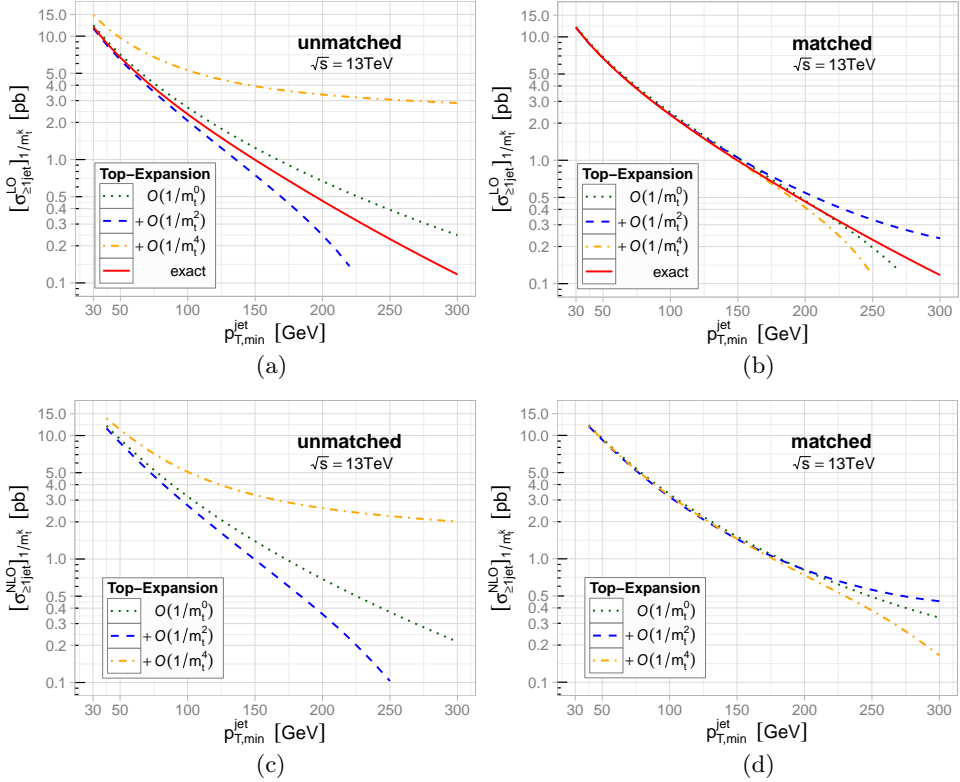 unmatched
√s = 13TeV
[σ^LO_≥1jet]_1/m_t^k [pb]
15.0
10.0
5.0
4.0
3.0
2.0
1.0
0.5
0.4
0.3
0.2
0.1
Top−Expansion
O(1/m_t^0)
+ O(1/m_t^2)
+ O(1/m_t^4)
exact
30 50 100 150 200 250 300
p^jet_T,min [GeV]
(a)
matched
√s = 13TeV
[σ^LO_≥1jet]_1/m_t^k [pb]
15.0
10.0
5.0
4.0
3.0
2.0
1.0
0.5
0.4
0.3
0.2
0.1
Top−Expansion
O(1/m_t^0)
+ O(1/m_t^2)
+ O(1/m_t^4)
exact
30 50 100 150 200 250 300
p^jet_T,min [GeV]
(b)
unmatched
√s = 13TeV
[σ^NLO_≥1jet]_1/m_t^k [pb]
15.0
10.0
5.0
4.0
3.0
2.0
1.0
0.5
0.4
0.3
0.2
0.1
Top−Expansion
O(1/m_t^0)
+ O(1/m_t^2)
+ O(1/m_t^4)
30 50 100 150 200 250 300
p^jet_T,min [GeV]
(c)
matched
√s = 13TeV
[σ^NLO_≥1jet]_1/m_t^k [pb]
15.0
10.0
5.0
4.0
3.0
2.0
1.0
0.5
0.4
0.3
0.2
0.1
Top−Expansion
O(1/m_t^0)
+ O(1/m_t^2)
+ O(1/m_t^4)
30 50 100 150 200 250 300
p^jet_T,min [GeV]
(d)